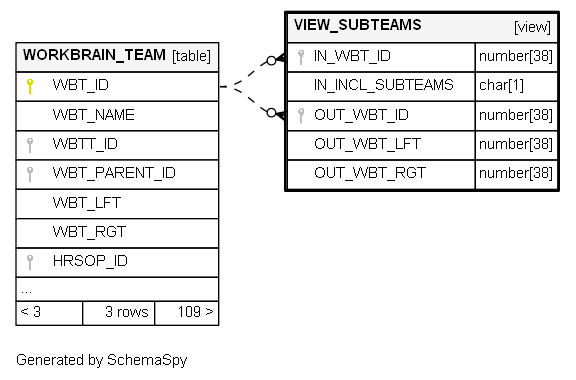 WORKBRAIN_TEAM [table]
WBT_ID
WBT_NAME
WBTT_ID
WBT_PARENT_ID
WBT_LFT
WBT_RGT
HRSOP_ID
...
< 3 3 rows 109 >
VIEW_SUBTEAMS [view]
IN_WBT_ID number[38]
IN_INCL_SUBTEAMS char[1]
OUT_WBT_ID number[38]
OUT_WBT_LFT number[38]
OUT_WBT_RGT number[38]
Generated by SchemaSpy